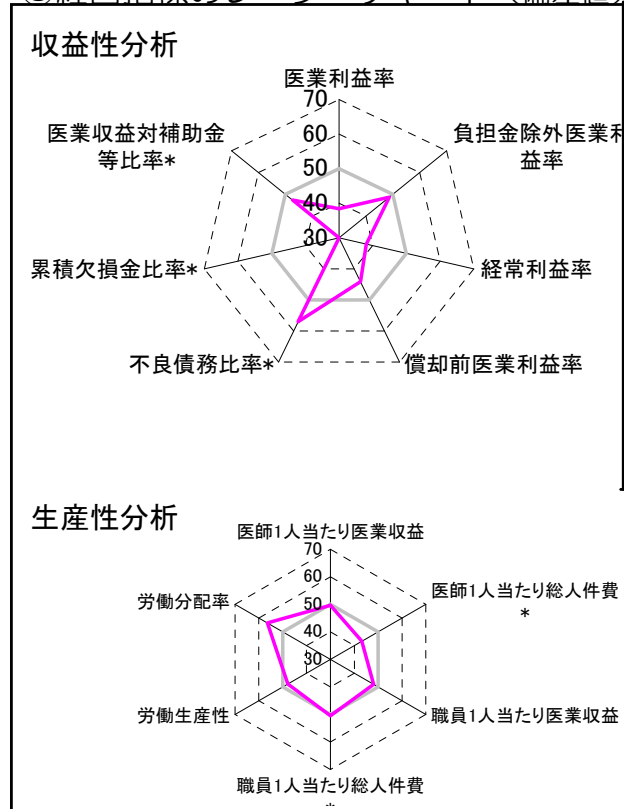 収益性分析
医業利益率
70
60
50
40
30
医業収益対補助金
等比率*
負担金除外医業利
益率
累積欠損金比率*
経常利益率
不良債務比率*
償却前医業利益率
生産性分析
医師1人当たり医業収益
70
60
50
40
30
労働分配率
医師1人当たり総人件費
*
労働生産性
職員1人当たり医業収益
職員1人当たり総人件費
*